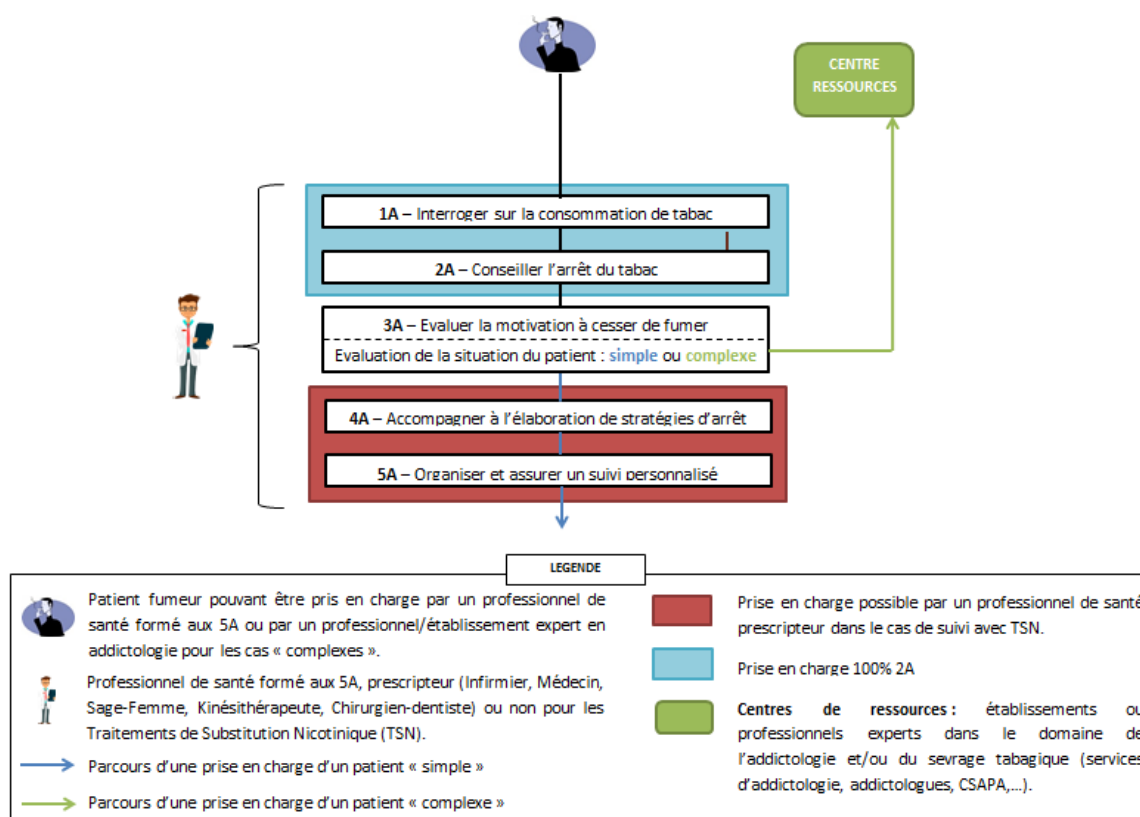 CENTRE
RESSOURCES
1A – Interroger sur la consommation de tabac
2A – Conseiller l'arrêt du tabac
3A – Evaluer la motivation à cesser de fumer
Evaluation de la situation du patient : simple ou complexe
4A – Accompagner à l'élaboration de stratégies d'arrêt
5A – Organiser et assurer un suivi personnalisé
LEGENDE
Patient fumeur pouvant être pris en charge par un professionnel de
santé formé aux 5A ou par un professionnel/établissement expert en
addictologie pour les cas « complexes ».
Professionnel de santé formé aux 5A, prescripteur (Infirmier, Médecin,
Sage-Femme, Kinésithérapeute, Chirurgien-dentiste) ou non pour les
Traitements de Substitution Nicotinique (TSN).
Parcours d'une prise en charge d'un patient « simple »
Parcours d'une prise en charge d'un patient « complexe »
Prise en charge possible par un professionnel de santé
prescripteur dans le cas de suivi avec TSN.
Prise en charge 100% 2A
Centres de ressources : établissements ou
professionnels experts dans le domaine de
l'addictologie et/ou du sevrage tabagique (services
d'addictologie, addictologues, CSAPA,...).